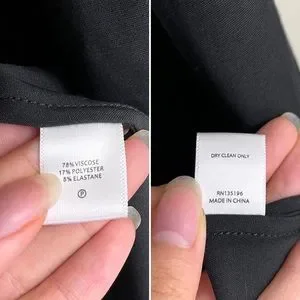 78% VISCOSE
17% POLYESTER
5% ELASTANE
P
DRY CLEAN ONLY
RN135196
MADE IN CHINA